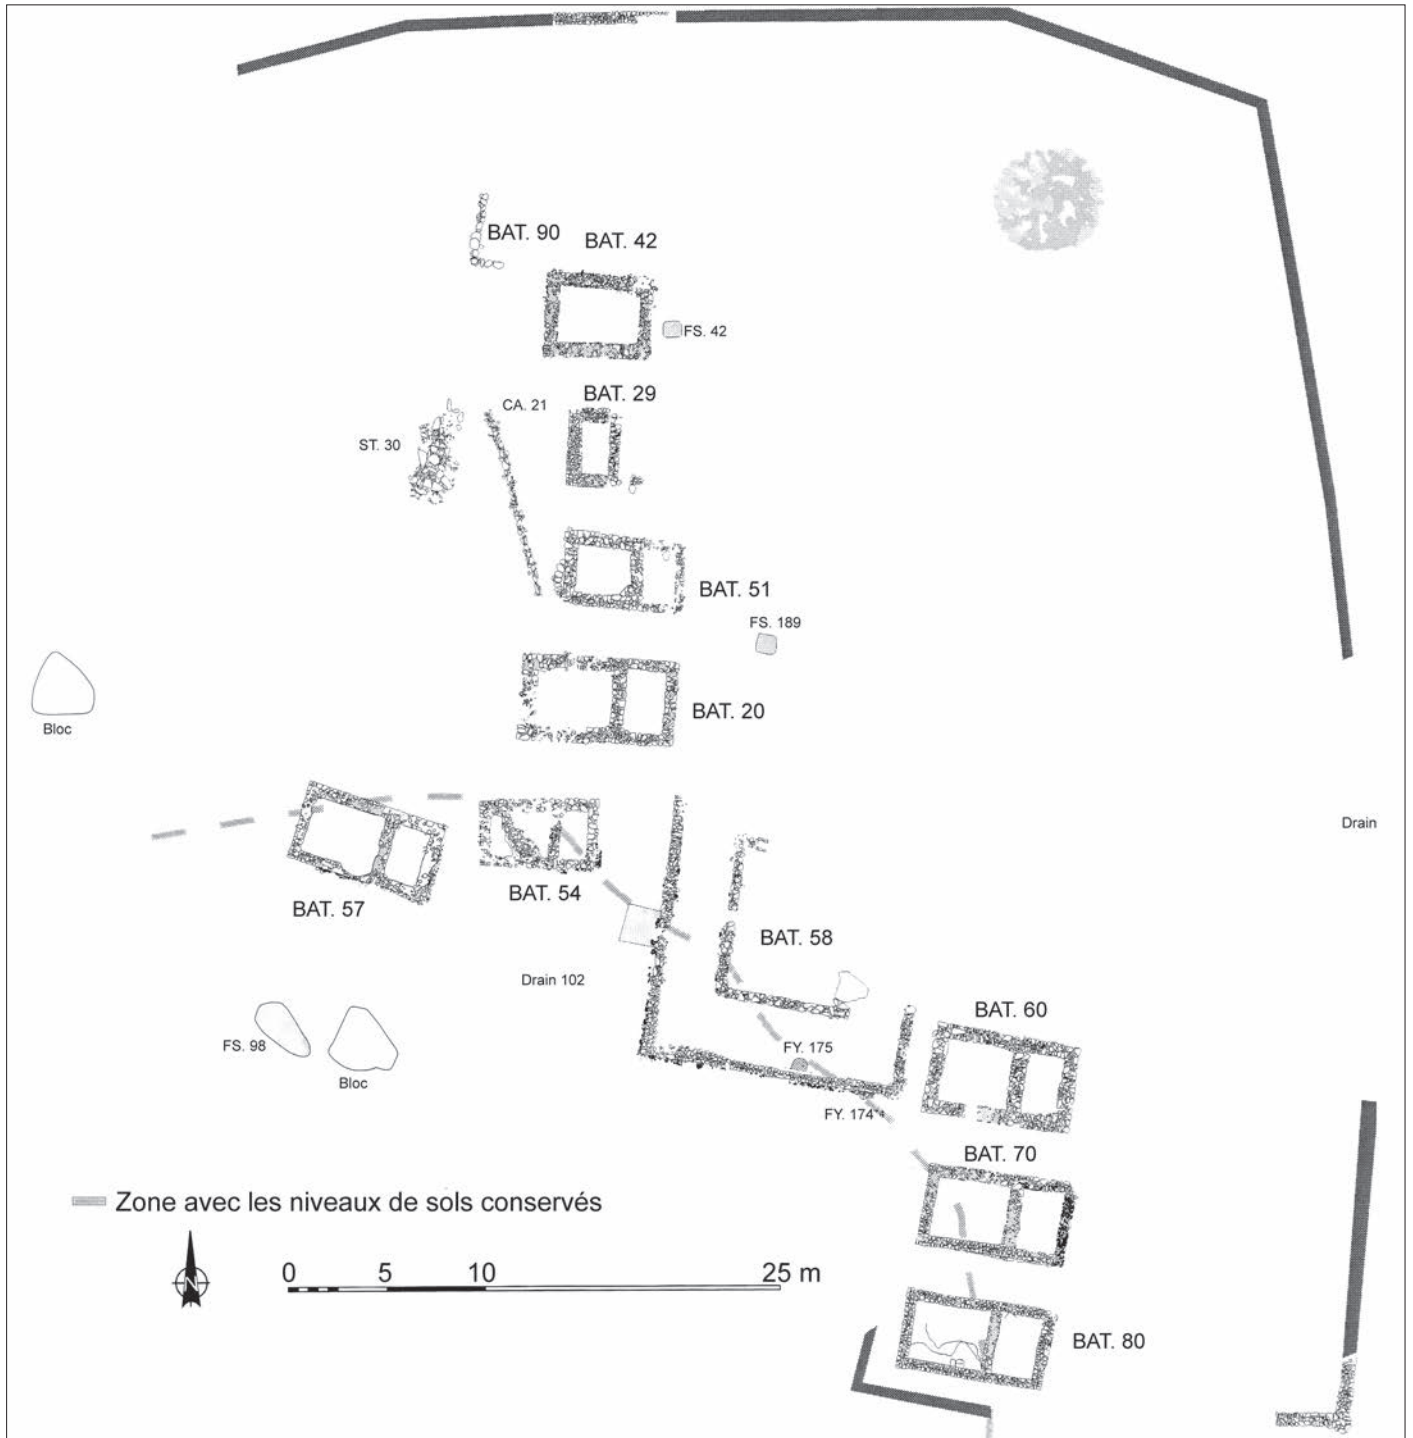 BAT. 90
BAT. 42
FS. 42
BAT. 29
CA. 21
ST. 30
BAT. 51
FS. 189
BAT. 20
Bloc
Drain
BAT. 54
BAT. 57
BAT. 58
Drain 102
BAT. 60
FS. 98
FY. 175
Bloc
FY. 174
BAT. 70
Zone avec les niveaux de sols conservés
N
0 5 10 25 m
BAT. 80